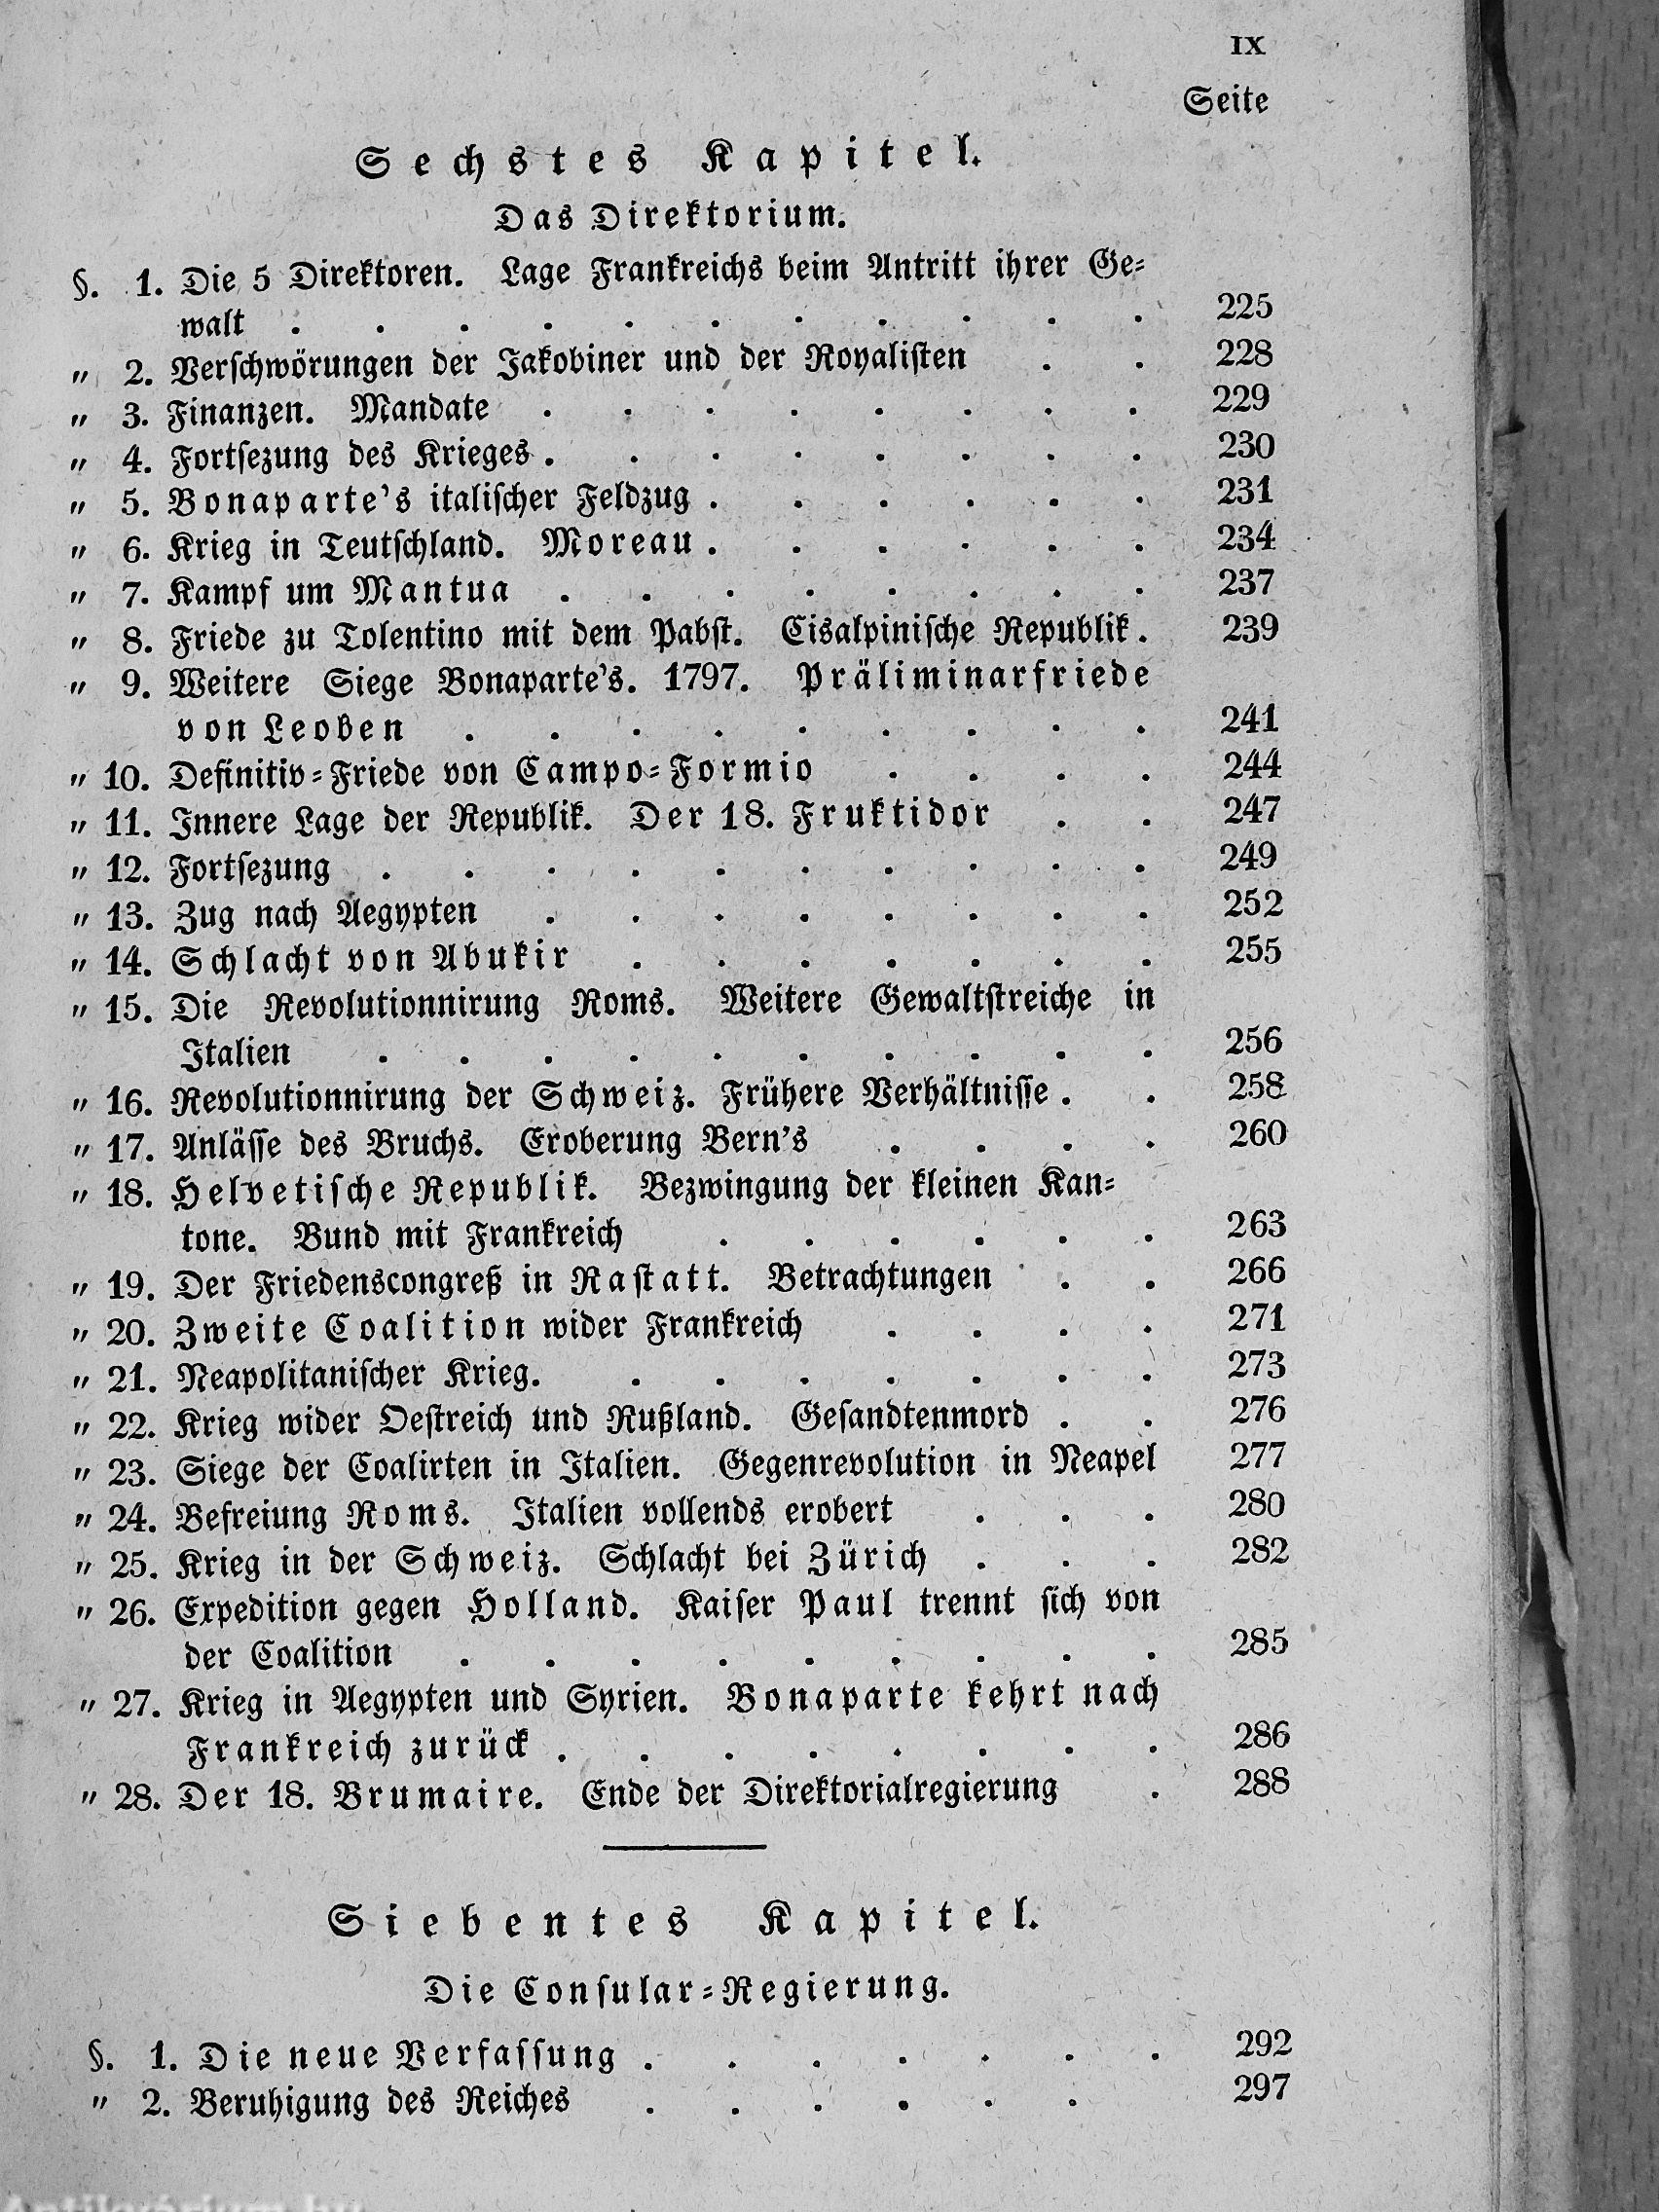 IX
Seite
Sechstes Kapitel.
Das Direktorium.
§. 1. Die 5 Direktoren. Lage Frankreichs beim Antritt ihrer Ge=
walt . . . . . . . . . . . 225
„ 2. Verschwörungen der Jakobiner und der Royalisten . . 228
„ 3. Finanzen. Mandate . . . . . . . . 229
„ 4. Fortsezung des Krieges . . . . . . . . 230
„ 5. Bonaparte's italischer Feldzug . . . . . . 231
„ 6. Krieg in Teutschland. Moreau . . . . . . 234
„ 7. Kampf um Mantua . . . . . . . . 237
„ 8. Friede zu Tolentino mit dem Pabst. Cisalpinische Republik . 239
„ 9. Weitere Siege Bonaparte's. 1797. Präliminarfriede
von Leoben . . . . . . . . . 241
„ 10. Definitiv=Friede von Campo=Formio . . . . 244
„ 11. Innere Lage der Republik. Der 18. Fruktidor . . 247
„ 12. Fortsezung . . . . . . . . . . 249
„ 13. Zug nach Aegypten . . . . . . . . 252
„ 14. Schlacht von Abukir . . . . . . . 255
„ 15. Die Revolutionnirung Roms. Weitere Gewaltstreiche in
Italien . . . . . . . . . . 256
„ 16. Revolutionnirung der Schweiz. Frühere Verhältnisse . . 258
„ 17. Anlässe des Bruchs. Eroberung Bern's . . . . 260
„ 18. Helvetische Republik. Bezwingung der kleinen Kan=
tone. Bund mit Frankreich . . . . . . 263
„ 19. Der Friedenscongreß in Rastatt. Betrachtungen . . 266
„ 20. Zweite Coalition wider Frankreich . . . . 271
„ 21. Neapolitanischer Krieg. . . . . . . . 273
„ 22. Krieg wider Oestreich und Rußland. Gesandtenmord . . 276
„ 23. Siege der Coalirten in Italien. Gegenrevolution in Neapel 277
„ 24. Befreiung Roms. Italien vollends erobert . . . 280
„ 25. Krieg in der Schweiz. Schlacht bei Zürich . . . 282
„ 26. Expedition gegen Holland. Kaiser Paul trennt sich von
der Coalition . . . . . . . . . 285
„ 27. Krieg in Aegypten und Syrien. Bonaparte kehrt nach
Frankreich zurück . . . . . . . . 286
„ 28. Der 18. Brumaire. Ende der Direktorialregierung . 288
Siebentes Kapitel.
Die Consular=Regierung.
§. 1. Die neue Verfassung . . . . . . . 292
„ 2. Beruhigung des Reiches . . . . . . 297